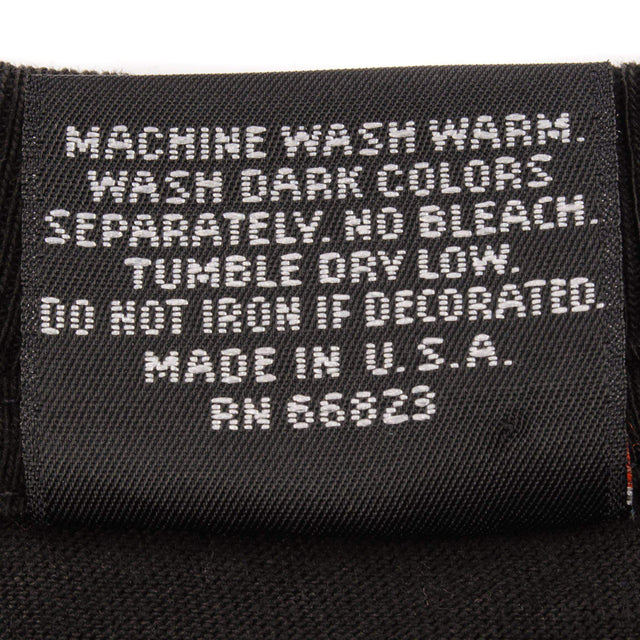 MACHINE WASH WARM.
WASH DARK COLORS
SEPARATELY. NO BLEACH.
TUMBLE DRY LOW.
DO NOT IRON IF DECORATED.
MADE IN U.S.A.
RN 86823